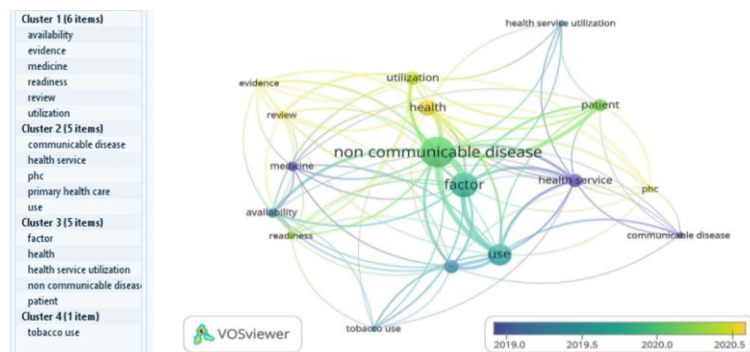 Cluster 1 (6 items)
availability
evidence
medicine
readiness
review
utilization
Cluster 2 (5 items)
communicable disease
health service
phc
primary health care
use
Cluster 3 (5 items)
factor
health
health service utilization
non communicable diseas
patient
Cluster 4 (1 item)
tobacco use
health service utilization
utilization
evidence
health
patient
review
non communicable disease
medicine
factor
health service
phc
availability
readiness
communicable disease
use
tobacco use
VOSviewer
2019.0 2019.5 2020.0 2020.5